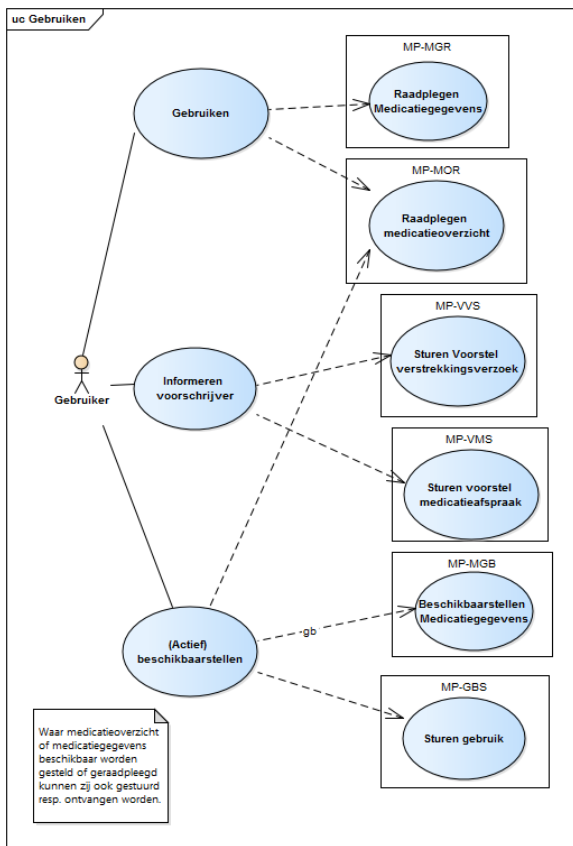 uc Gebruiken
MP-MGR
Raadplegen
Medicatiegegevens
Gebruiken
MP-MOR
Raadplegen
medicatieoverzicht
MP-VVS
Sturen Voorstel
verstrekkingsverzoek
Gebruiker
Informeren
voorschrijver
MP-VMS
Sturen voorstel
medicatieafspraak
MP-MGB
Beschikbaarstellen
Medicatiegegevens
gb
(Actief)
beschikbaarstellen
MP-GBS
Sturen gebruik
Waar medicatieoverzicht
of medicatiegegevens
beschikbaar worden
gesteld of geraadpleegd
kunnen zij ook gestuurd
resp. ontvangen worden.